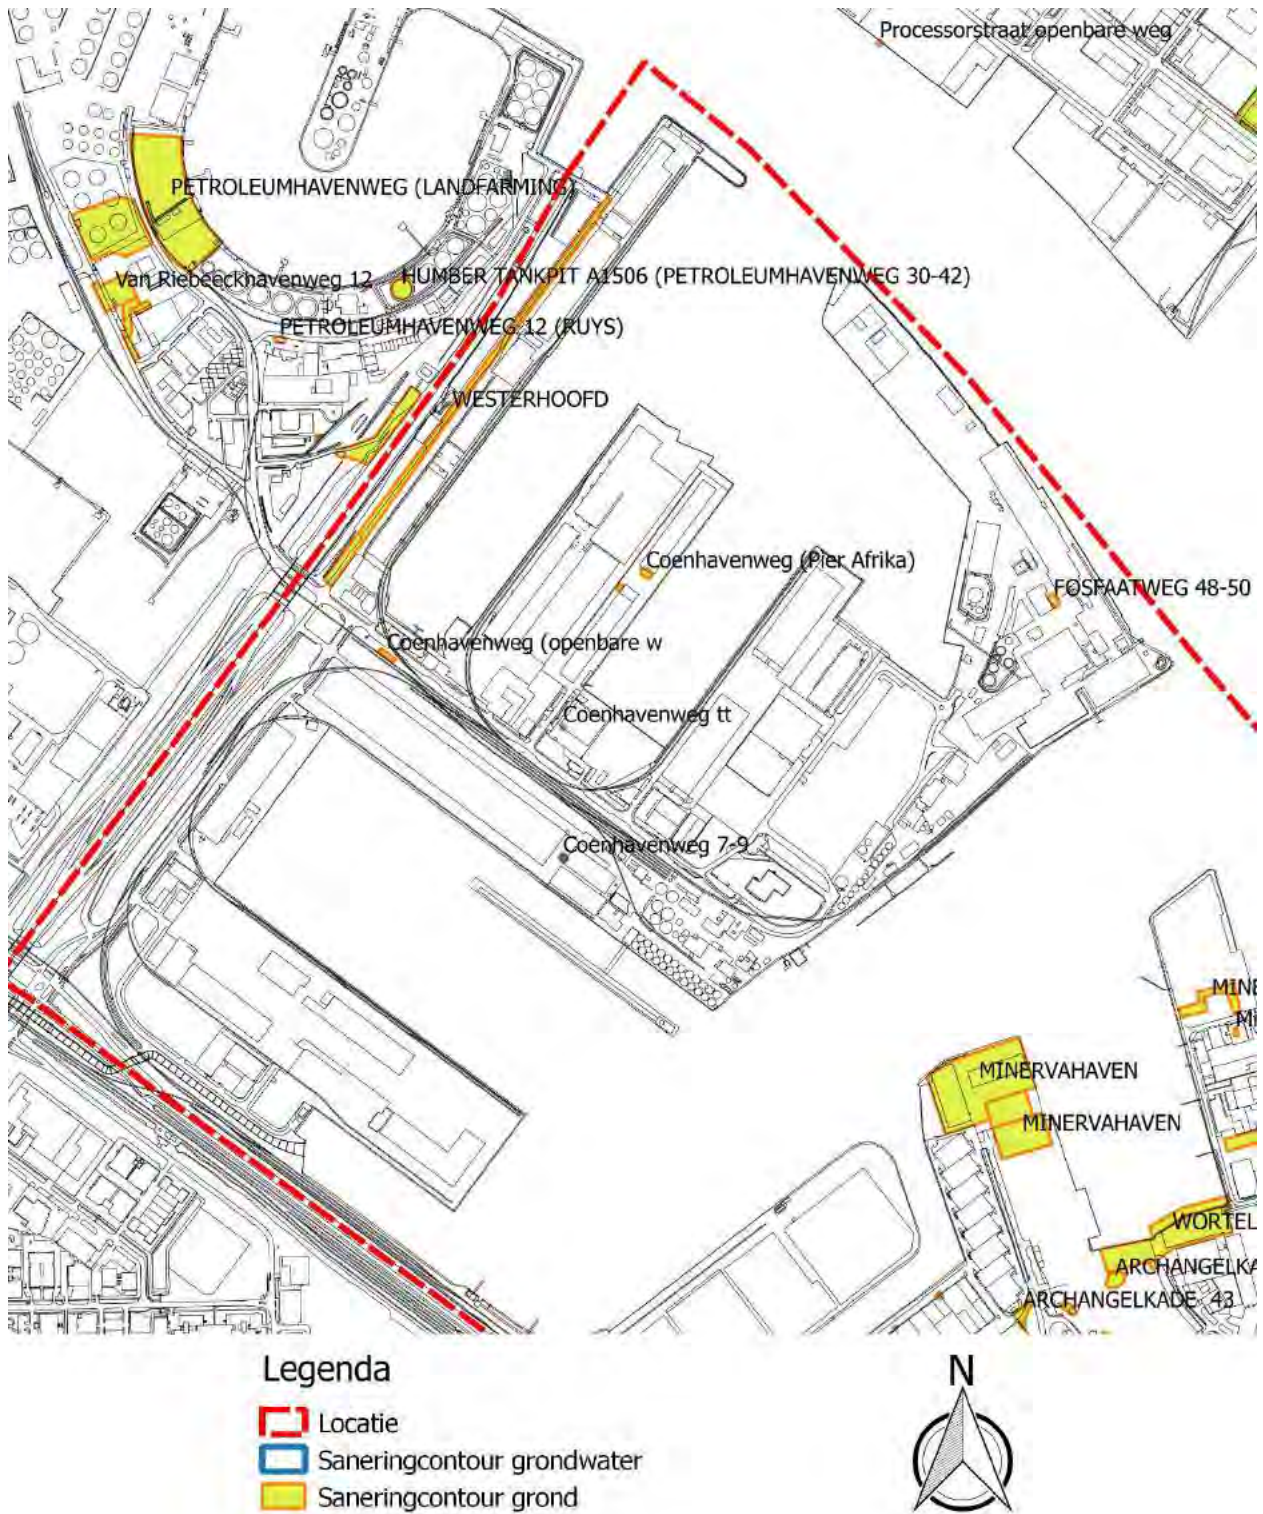 Processorstraat openbare weg
PETROLEUMHAVENWEG (LANDFARMING)
Van Riebeeckhavenweg 12
HUMBER TANKPIT A1506 (PETROLEUMHAVENWEG 30-42)
PETROLEUMHAVENWEG 12 (RUYS)
WESTERHOOFD
Coenhavenweg (Pier Afrika)
FOSFAATWEG 48-50
Coenhavenweg (openbare w
Coenhavenweg tt
Coenhavenweg 7-9
MINE
MI
MINERVAHAVEN
MINERVAHAVEN
WORTEL
ARCHANGELKA
ARCHANGELKADE 43
Legenda
N
Locatie
Saneringcontour grondwater
Saneringcontour grond